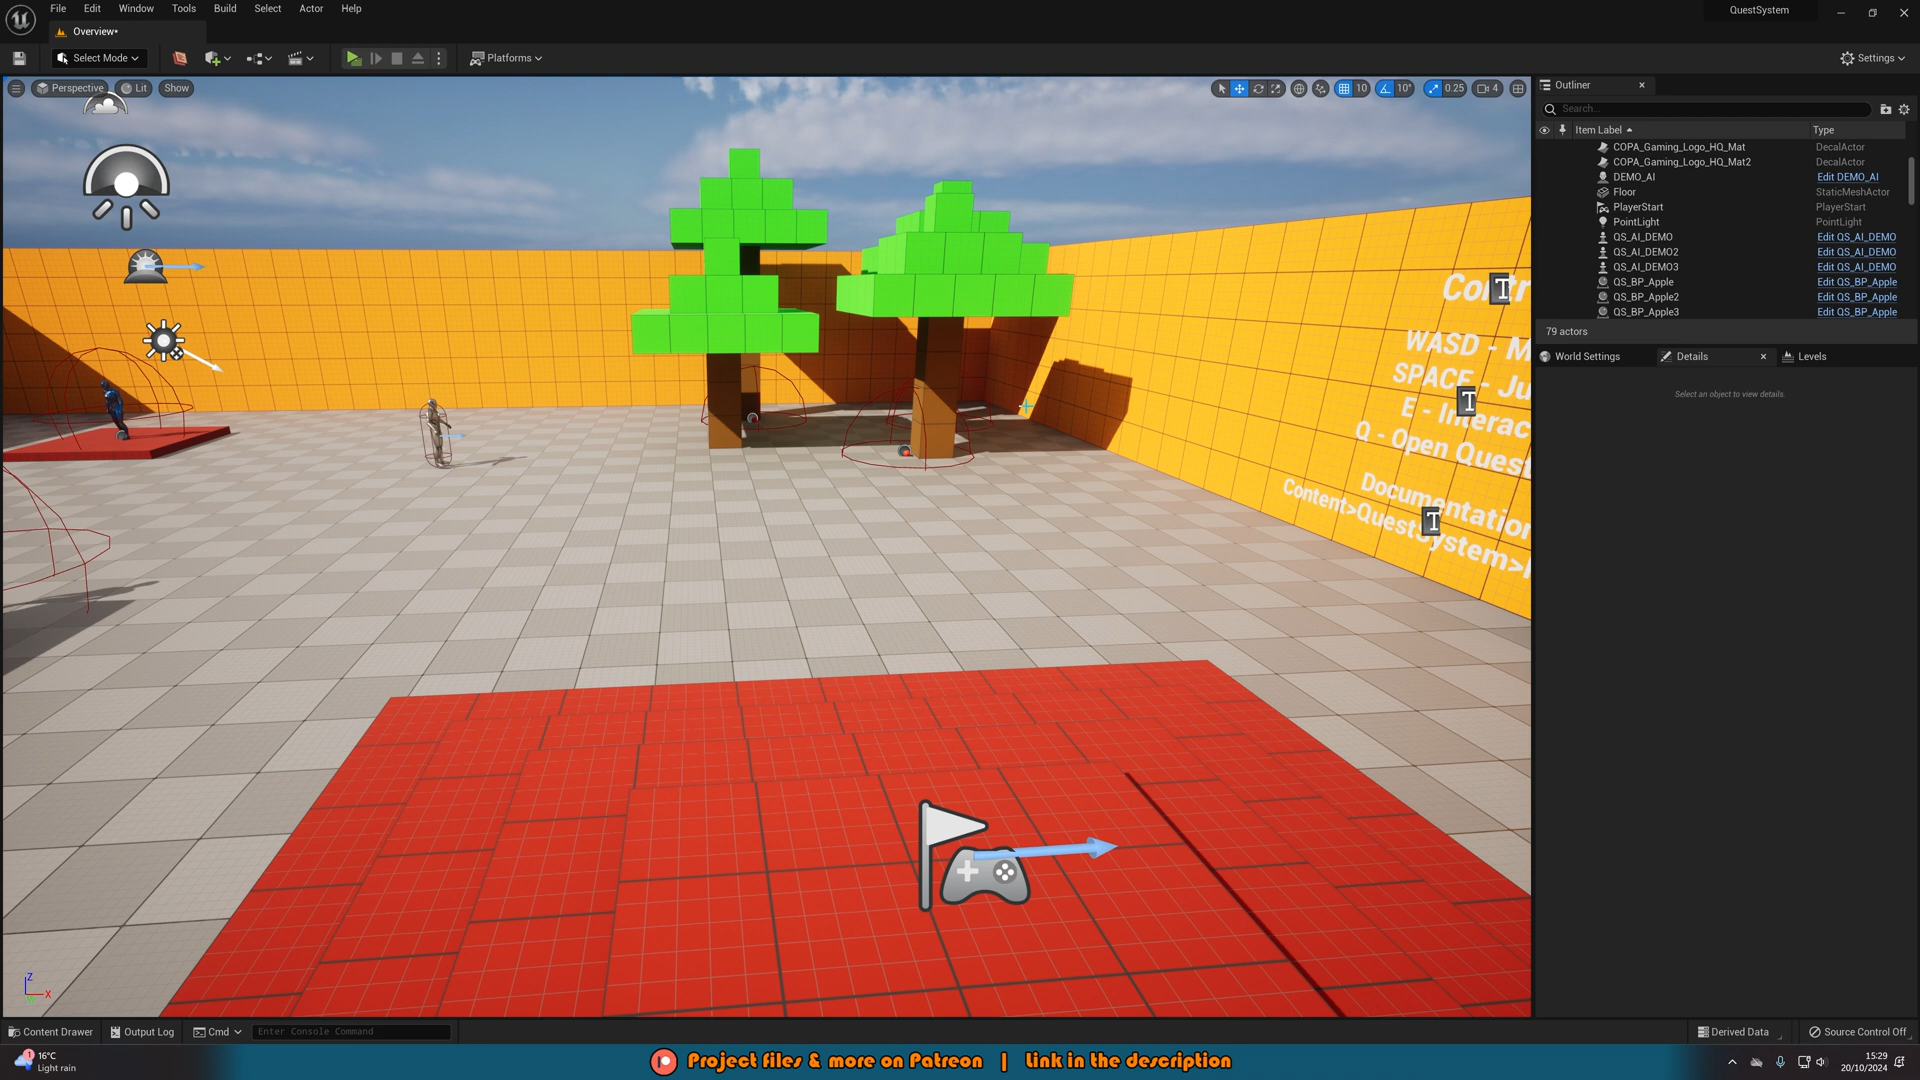 File Edit Window Tools Build Select Actor Help
QuestSystem
Overview*
Select Mode
Platforms
Settings
Perspective Lit Show
10 10° 0.25 4
Outliner
Search...
Item Label Type
COPA_Gaming_Logo_HQ_Mat DecalActor
COPA_Gaming_Logo_HQ_Mat2 DecalActor
DEMO_AI Edit DEMO_AI
Floor StaticMeshActor
PlayerStart PlayerStart
PointLight PointLight
QS_AI_DEMO Edit QS_AI_DEMO
QS_AI_DEMO2 Edit QS_AI_DEMO
QS_AI_DEMO3 Edit QS_AI_DEMO
QS_BP_Apple Edit QS_BP_Apple
QS_BP_Apple2 Edit QS_BP_Apple
QS_BP_Apple3 Edit QS_BP_Apple
79 actors
World Settings Details Levels
Select an object to view details.
WASD - M
SPACE - Ju
E - Interac
Q - Open Quest
Documentation
Content>QuestSystem>
Z
X
Content Drawer Output Log Cmd Enter Console Command
Derived Data Source Control Off
1
16°C
Light rain
Project files & more on Patreon | Link in the description
15:29
20/10/2024